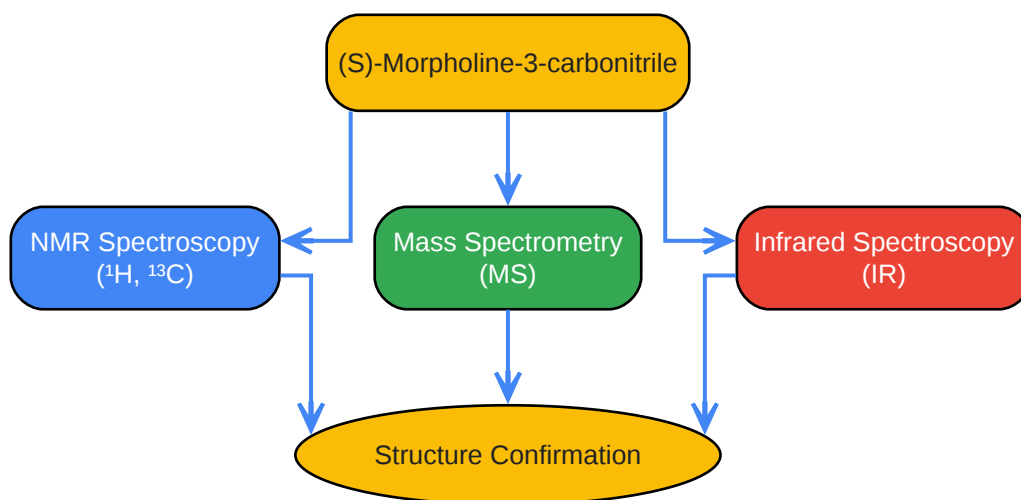 (S)-Morpholine-3-carbonitrile
NMR Spectroscopy
(¹H, ¹³C)
Mass Spectrometry
(MS)
Infrared Spectroscopy
(IR)
Structure Confirmation